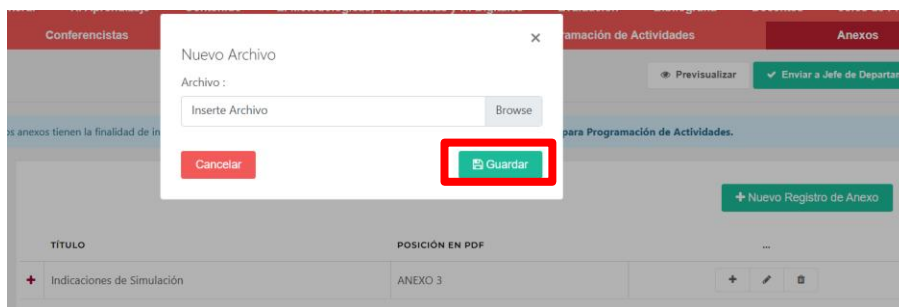 Conferencistas
ramación de Actividades
Anexos
×
Nuevo Archivo
Archivo :
Inserte Archivo
Browse
Cancelar
Guardar
Previsualizar
Enviar a Jefe de Departar
os anexos tienen la finalidad de in
para Programación de Actividades.
+ Nuevo Registro de Anexo
TÍTULO
POSICIÓN EN PDF
...
+ Indicaciones de Simulación
ANEXO 3
+